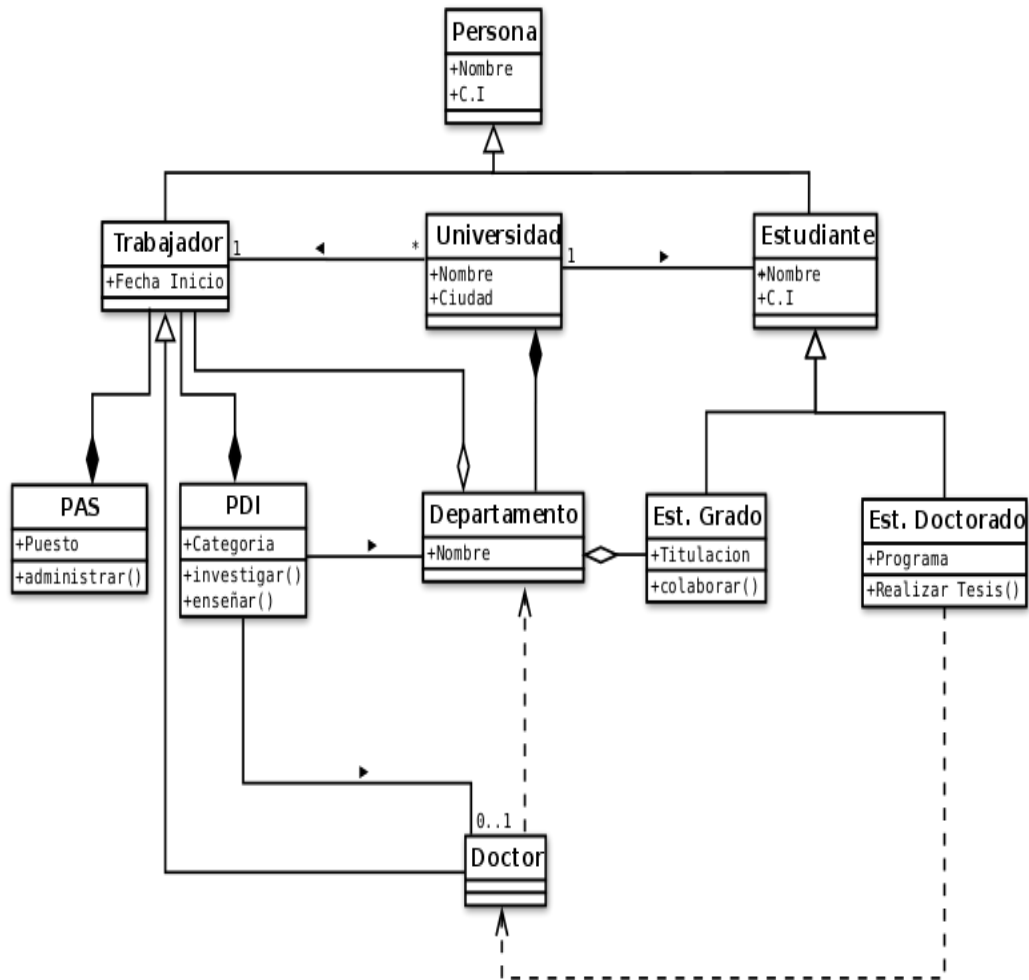 Persona
+Nombre
+C.I
Trabajador
+Fecha Inicio
1
*
Universidad
+Nombre
+Ciudad
1
Estudiante
+Nombre
+C.I
PAS
+Puesto
+administrar()
PDI
+Categoria
+investigar()
+enseñar()
Departamento
+Nombre
Est. Grado
+Titulacion
+colaborar()
Est. Doctorado
+Programa
+Realizar Tesis()
0..1
Doctor